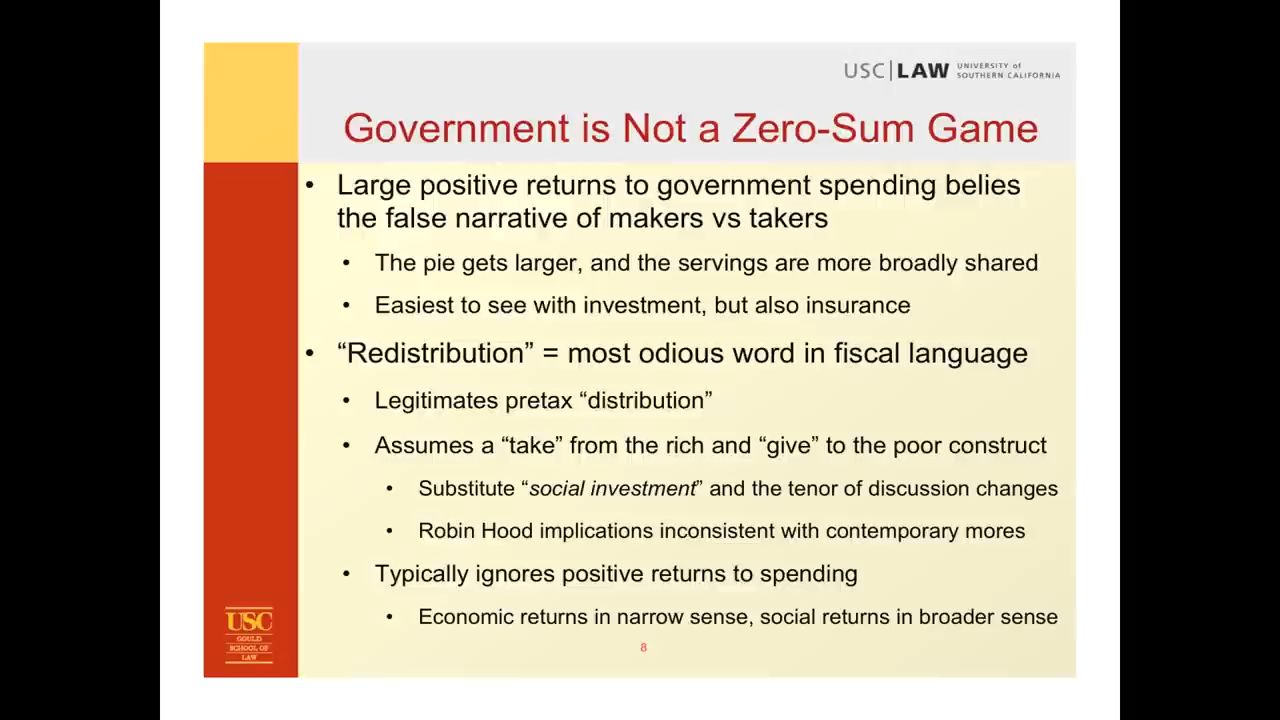 USC LAW UNIVERSITY of
SOUTHERN CALIFORNIA
Government is Not a Zero-Sum Game
• Large positive returns to government spending belies
the false narrative of makers vs takers
• The pie gets larger, and the servings are more broadly shared
• Easiest to see with investment, but also insurance
• “Redistribution” = most odious word in fiscal language
• Legitimates pretax “distribution”
• Assumes a “take” from the rich and “give” to the poor construct
• Substitute “social investment” and the tenor of discussion changes
• Robin Hood implications inconsistent with contemporary mores
• Typically ignores positive returns to spending
• Economic returns in narrow sense, social returns in broader sense
USC
GOULD
SCHOOL OF
LAW
8